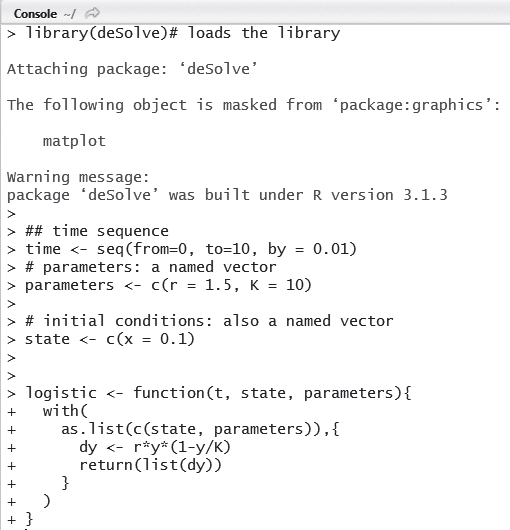 Console ~/
> library(deSolve)# loads the library
Attaching package: ‘deSolve’
The following object is masked from ‘package:graphics’:
    matplot
Warning message:
package ‘deSolve’ was built under R version 3.1.3
>
> ## time sequence
> time <- seq(from=0, to=10, by = 0.01)
> # parameters: a named vector
> parameters <- c(r = 1.5, K = 10)
>
> # initial conditions: also a named vector
> state <- c(x = 0.1)
>
>
> logistic <- function(t, state, parameters){
+   with(
+     as.list(c(state, parameters)),{
+       dy <- r*y*(1-y/K)
+       return(list(dy))
+     }
+   )
+ }